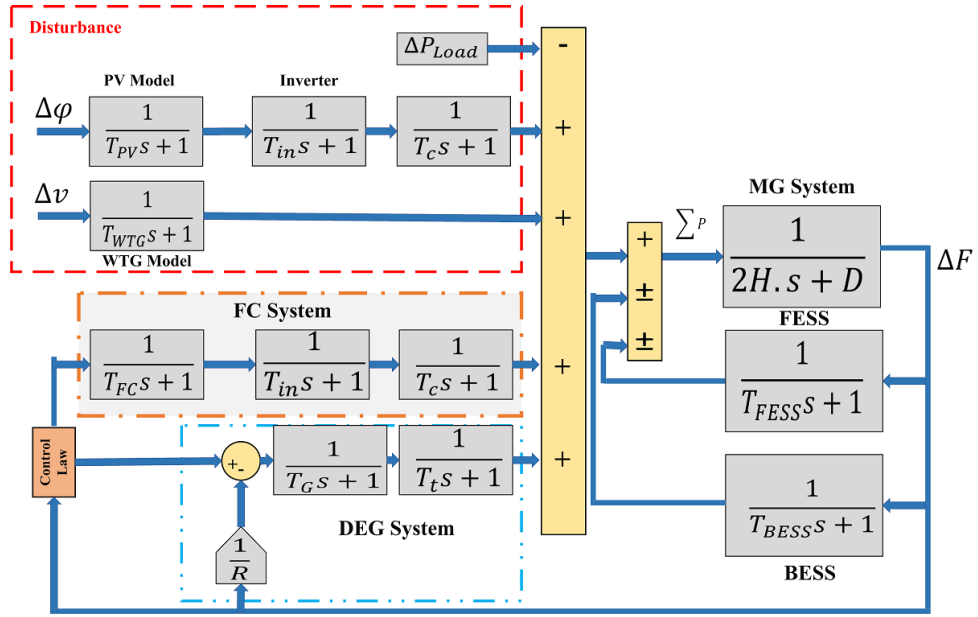 Disturbance
ΔP_Load
-
PV Model
Inverter
Δφ
1/(T_PV s + 1)
1/(T_in s + 1)
1/(T_c s + 1)
+
Δv
1/(T_WTG s + 1)
+
WTG Model
MG System
+
±
±
∑P
1/(2H.s + D)
ΔF
FESS
1/(T_FESS s + 1)
FC System
1/(T_FC s + 1)
1/(T_in s + 1)
1/(T_c s + 1)
+
Control
Law
+-
1/(T_G s + 1)
1/(T_t s + 1)
+
DEG System
1/R
1/(T_BESS s + 1)
BESS